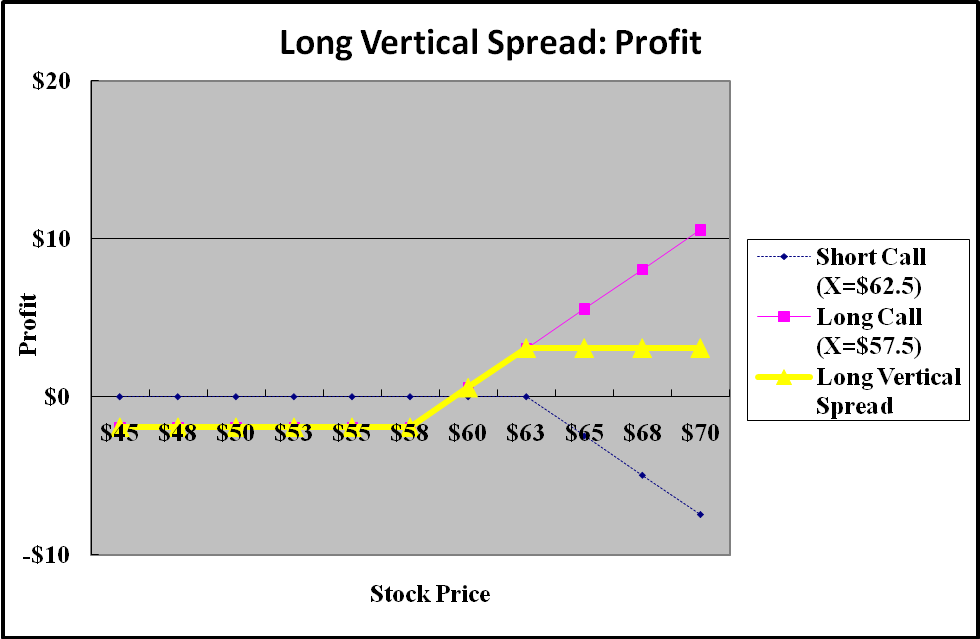 Long Vertical Spread: Profit
$20
$10
$0
-$10
Profit
$45 $48 $50 $53 $55 $58 $60 $63 $65 $68 $70
Stock Price
Short Call
(X=$62.5)
Long Call
(X=$57.5)
Long Vertical
Spread